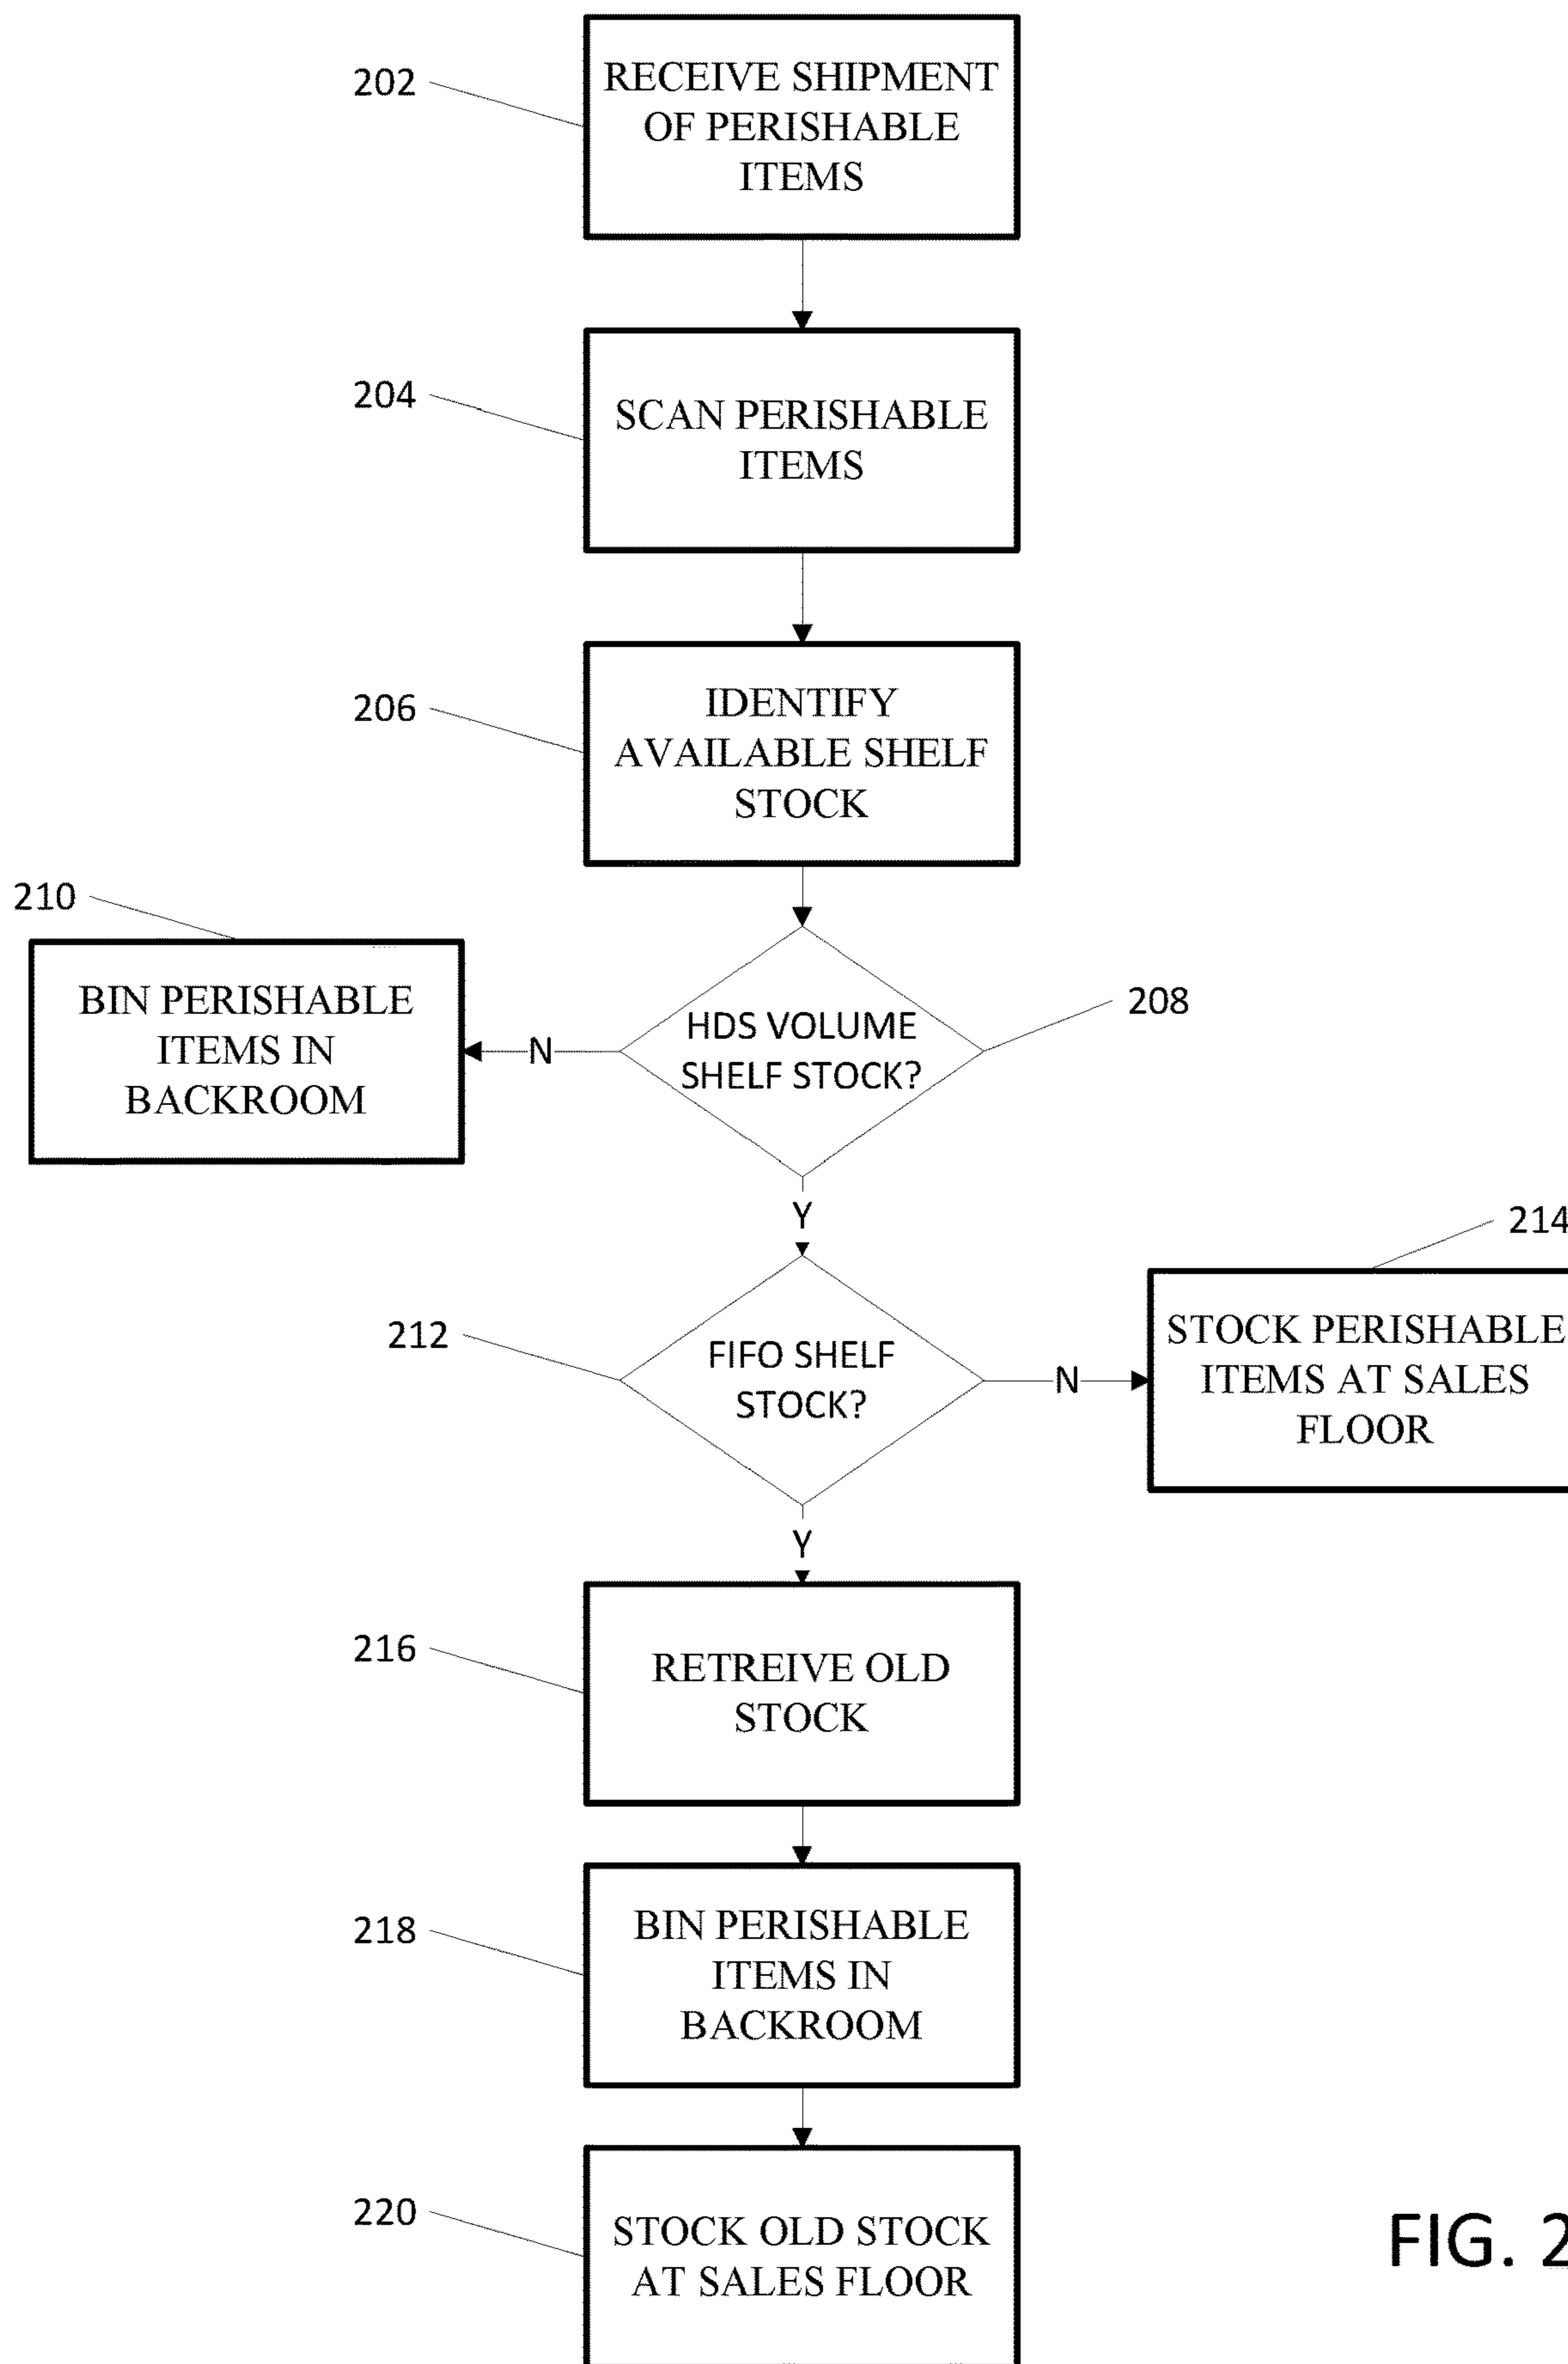 202
RECEIVE SHIPMENT
OF PERISHABLE
ITEMS
204
SCAN PERISHABLE
ITEMS
206
IDENTIFY
AVAILABLE SHELF
STOCK
210
BIN PERISHABLE
ITEMS IN
BACKROOM
N
HDS VOLUME
SHELF STOCK?
208
Y
212
FIFO SHELF
STOCK?
N
214
STOCK PERISHABLE
ITEMS AT SALES
FLOOR
Y
216
RETREIVE OLD
STOCK
218
BIN PERISHABLE
ITEMS IN
BACKROOM
220
STOCK OLD STOCK
AT SALES FLOOR
FIG. 2